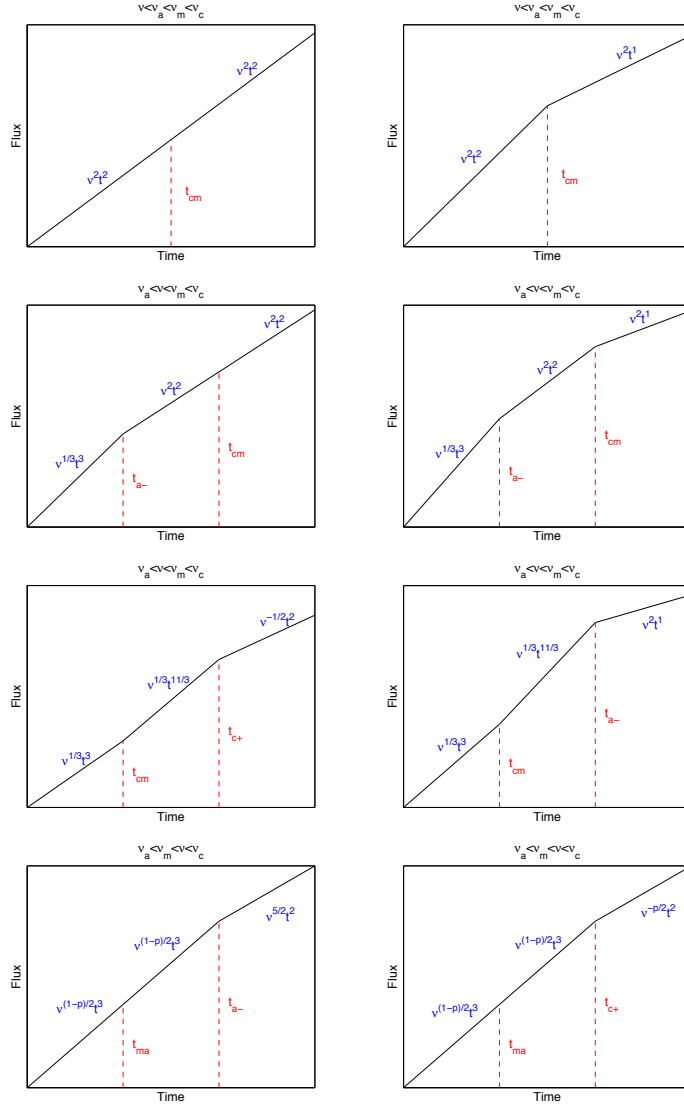 ν<ν_a<ν_m<ν_c
Flux
ν^2t^2
ν^2t^2
t_cm
Time
ν<ν_a<ν_m<ν_c
Flux
ν^2t^2
ν^2t^1
t_cm
Time
ν_a<ν<ν_m<ν_c
Flux
ν^1/3t^3
ν^2t^2
ν^2t^2
t_a−
t_cm
Time
ν_a<ν<ν_m<ν_c
Flux
ν^1/3t^3
ν^2t^2
ν^2t^1
t_a−
t_cm
Time
ν_a<ν<ν_m<ν_c
Flux
ν^1/3t^3
ν^1/3t^11/3
ν^−1/2t^2
t_cm
t_c+
Time
ν_a<ν<ν_m<ν_c
Flux
ν^1/3t^3
ν^1/3t^11/3
ν^2t^1
t_cm
t_a−
Time
ν_a<ν_m<ν<ν_c
Flux
ν^(1−p)/2t^3
ν^(1−p)/2t^3
ν^5/2t^2
t_ma
t_a−
Time
ν_a<ν_m<ν<ν_c
Flux
ν^(1−p)/2t^3
ν^(1−p)/2t^3
ν^−p/2t^2
t_ma
t_c+
Time